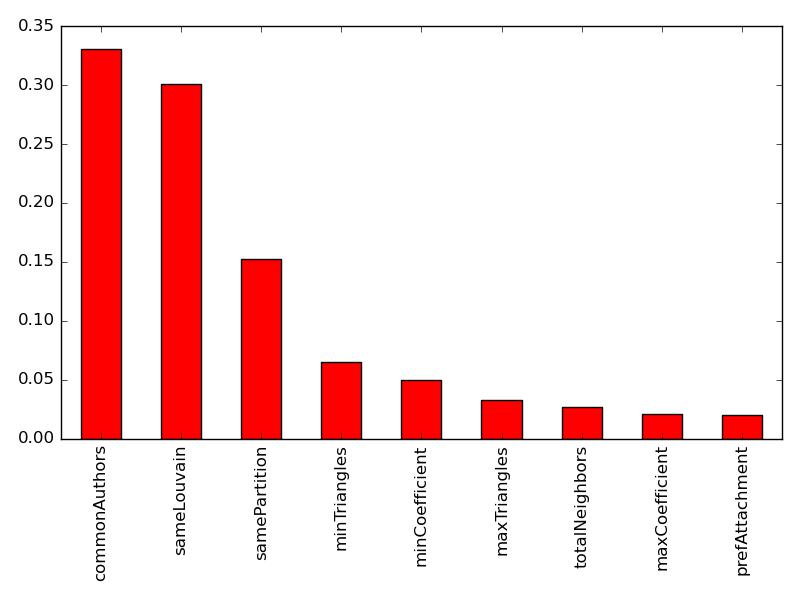 0.35
0.30
0.25
0.20
0.15
0.10
0.05
0.00
commonAuthors
sameLouvain
samePartition
minTriangles
minCoefficient
maxTriangles
totalNeighbors
maxCoefficient
prefAttachment